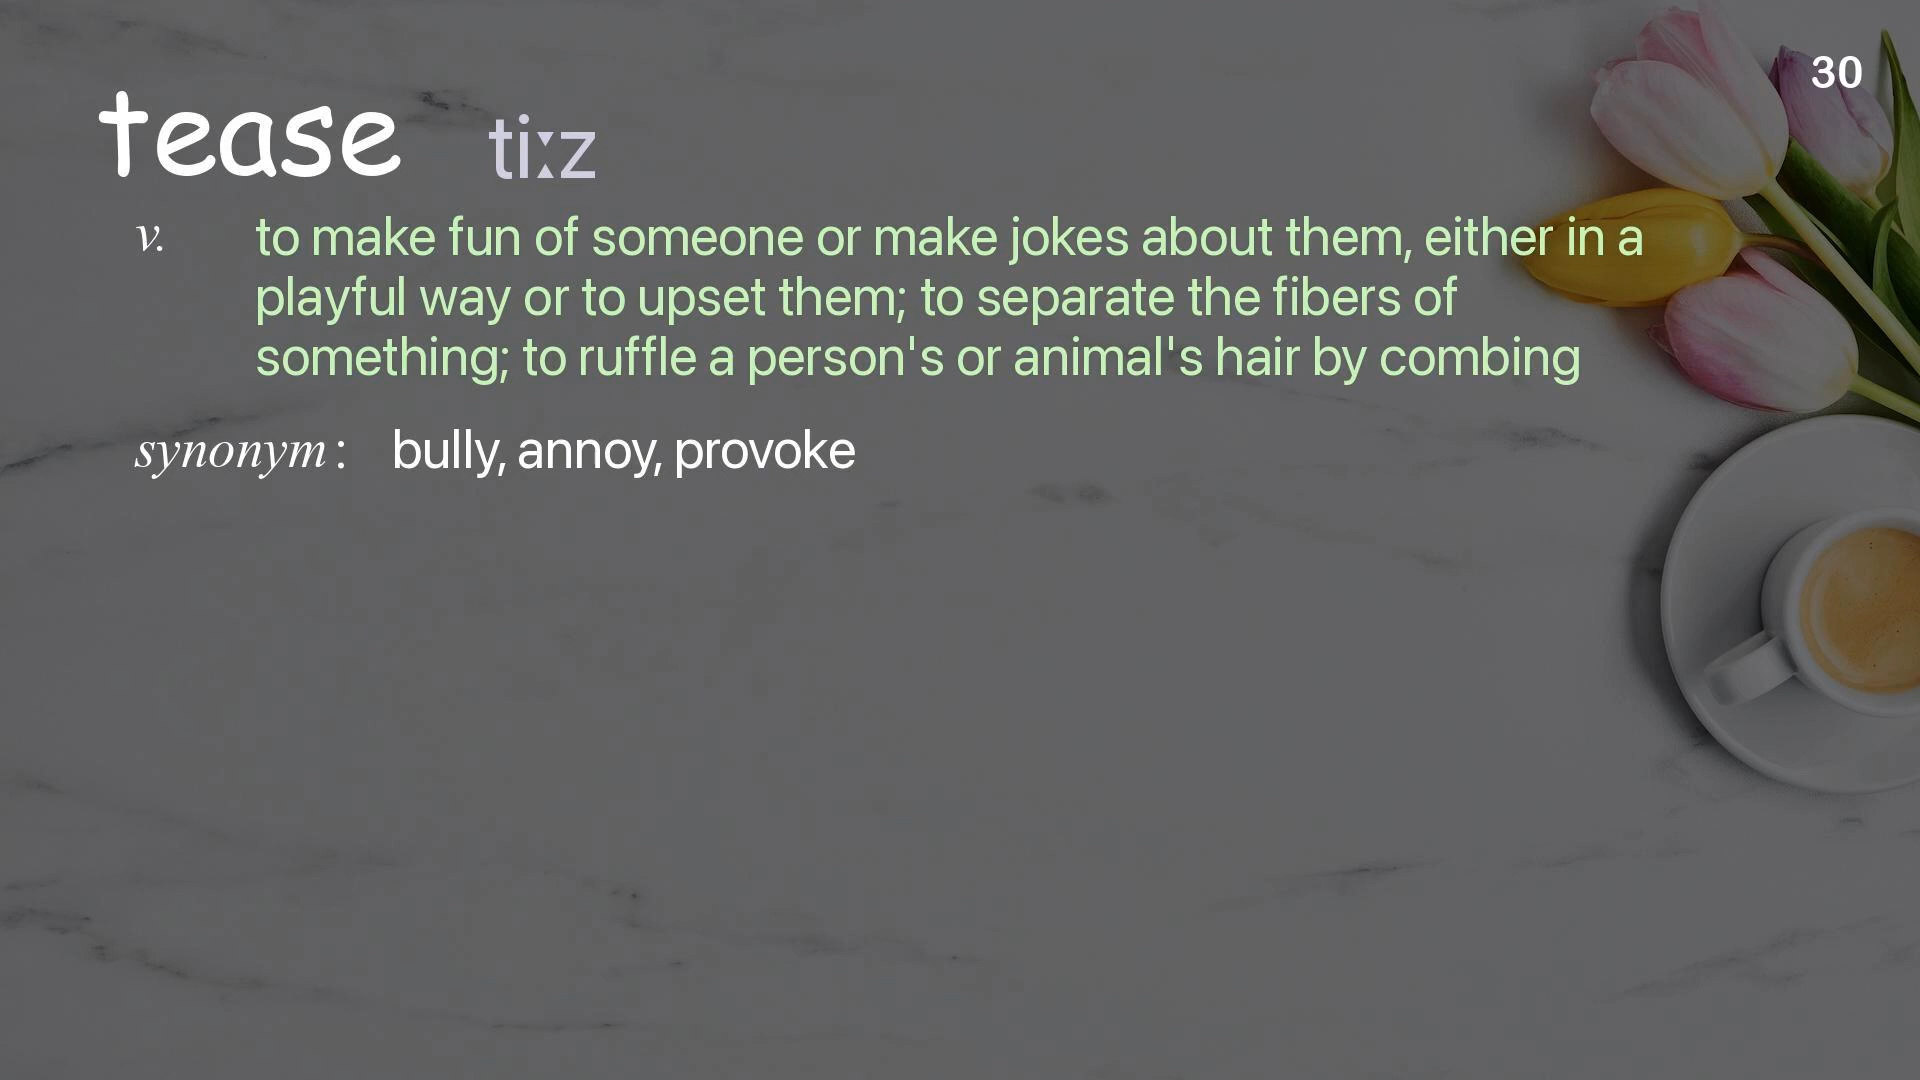 30
tease tiːz
v. to make fun of someone or make jokes about them, either in a
playful way or to upset them; to separate the fibers of
something; to ruffle a person's or animal's hair by combing
synonym : bully, annoy, provoke